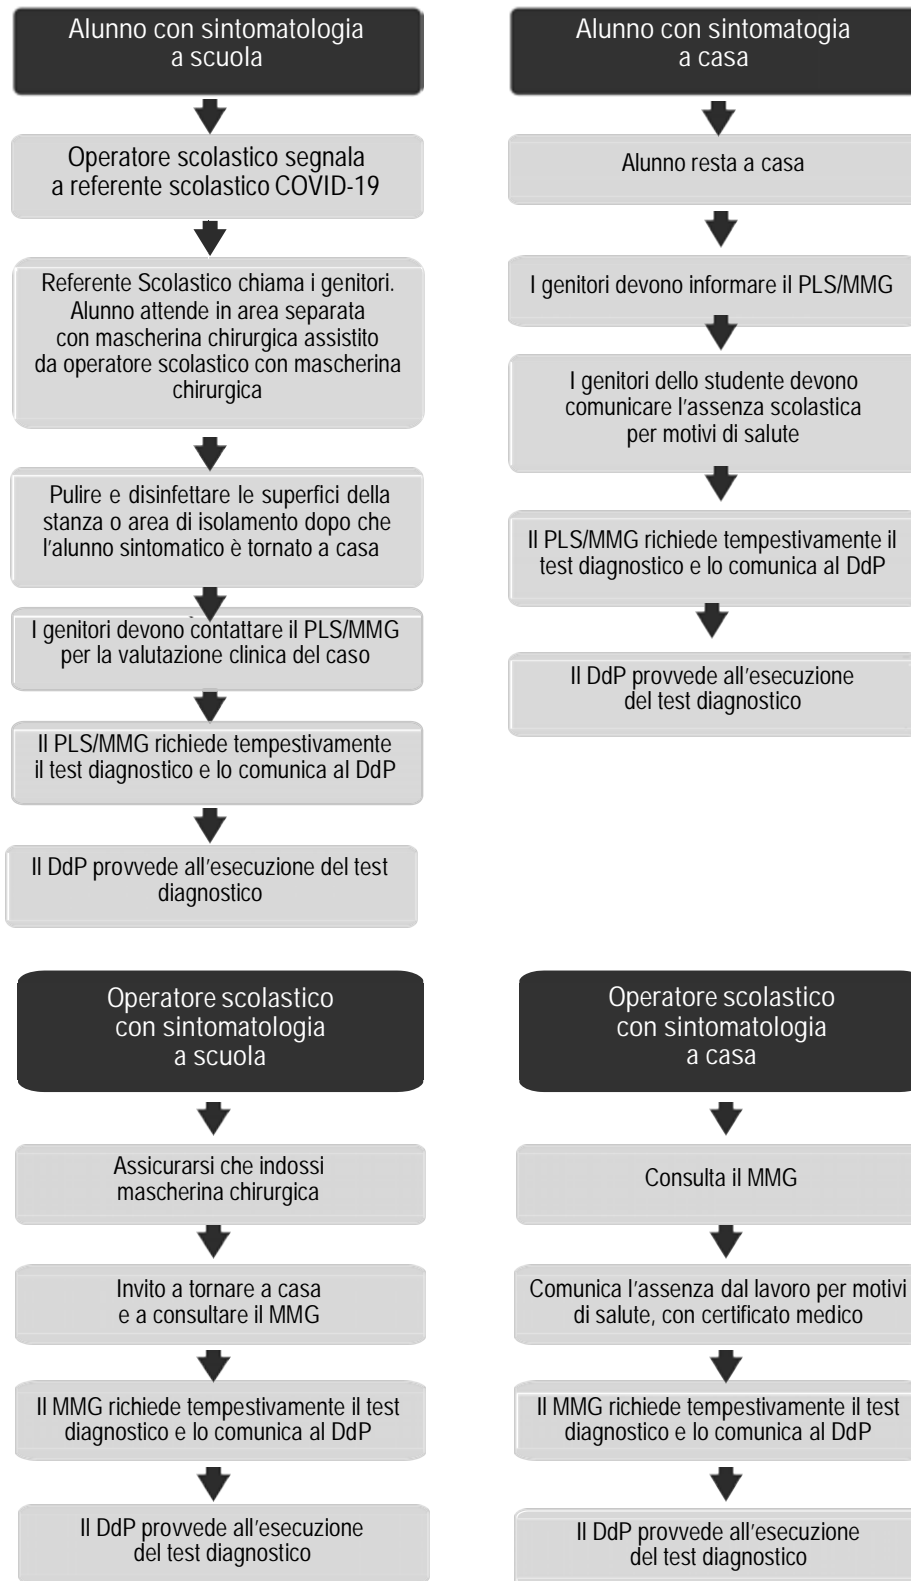 Alunno con sintomatologia
a scuola
Operatore scolastico segnala
a referente scolastico COVID-19
Referente Scolastico chiama i genitori.
Alunno attende in area separata
con mascherina chirurgica assistito
da operatore scolastico con mascherina
chirurgica
Pulire e disinfettare le superfici della
stanza o area di isolamento dopo che
l'alunno sintomatico è tornato a casa
I genitori devono contattare il PLS/MMG
per la valutazione clinica del caso
Il PLS/MMG richiede tempestivamente
il test diagnostico e lo comunica al DdP
Il DdP provvede all'esecuzione del test
diagnostico
Alunno con sintomatogia
a casa
Alunno resta a casa
I genitori devono informare il PLS/MMG
I genitori dello studente devono
comunicare l'assenza scolastica
per motivi di salute
Il PLS/MMG richiede tempestivamente il
test diagnostico e lo comunica al DdP
Il DdP provvede all'esecuzione
del test diagnostico
Operatore scolastico
con sintomatologia
a scuola
Assicurarsi che indossi
mascherina chirurgica
Invito a tornare a casa
e a consultare il MMG
Il MMG richiede tempestivamente il test
diagnostico e lo comunica al DdP
Il DdP provvede all'esecuzione
del test diagnostico
Operatore scolastico
con sintomatologia
a casa
Consulta il MMG
Comunica l'assenza dal lavoro per motivi
di salute, con certificato medico
Il MMG richiede tempestivamente il test
diagnostico e lo comunica al DdP
Il DdP provvede all'esecuzione
del test diagnostico